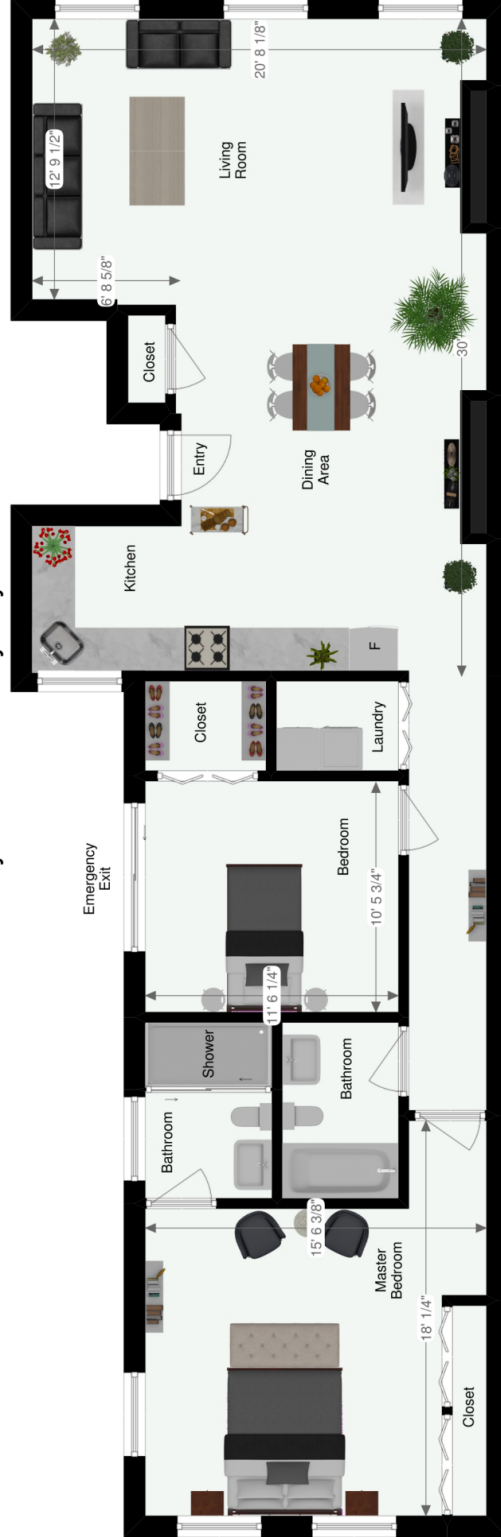 12' 9 1/2"
Emergency
Exit
6' 8 5/8"
Kitchen
Closet
Bathroom
Shower
Closet
Entry
Living
Room
20' 8 1/8"
11' 6 1/4"
Dining
Area
15' 6 3/8"
Bathroom
Bedroom
10' 5 3/4"
Laundry
F
Master
Bedroom
18' 1/4"
30'
Closet